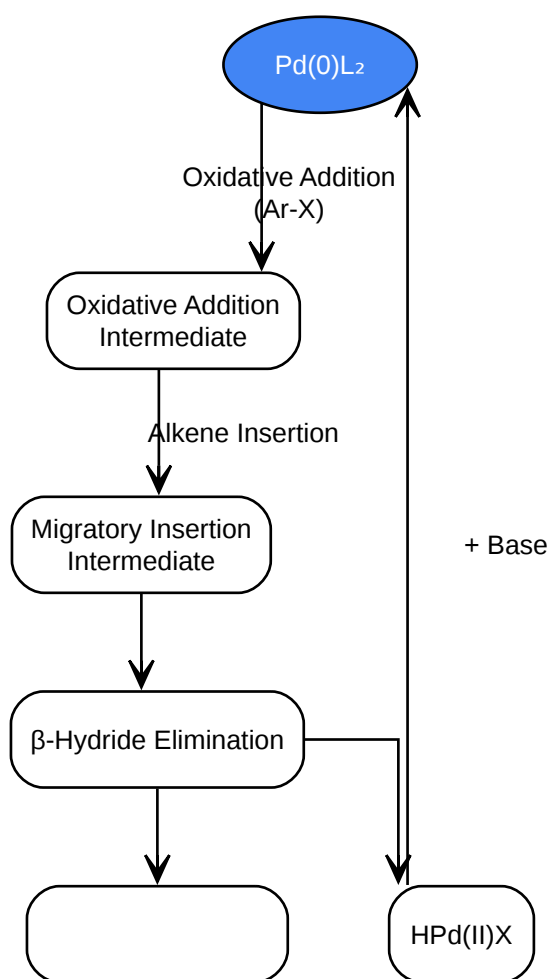 Pd(0)L₂
Oxidative Addition
(Ar-X)
Oxidative Addition
Intermediate
Alkene Insertion
Migratory Insertion
Intermediate
+ Base
β-Hydride Elimination
HPd(II)X